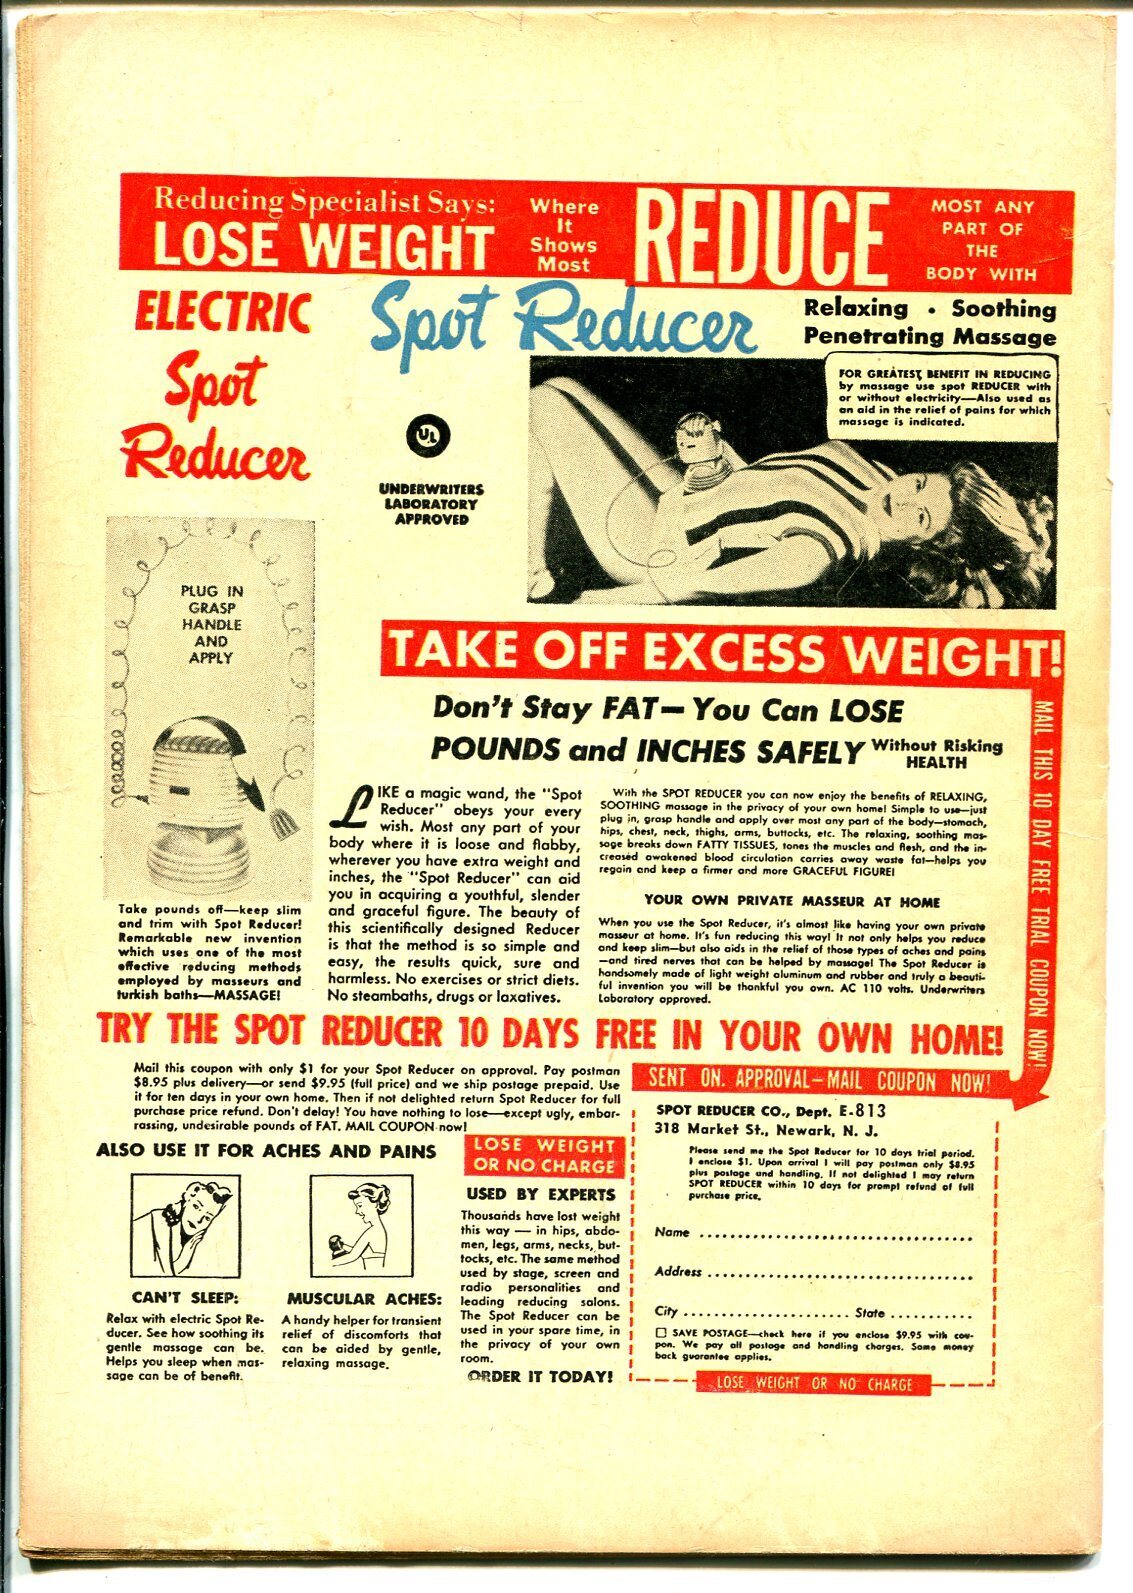 Reducing Specialist Says:
LOSE WEIGHT
Where
It
Shows
Most
REDUCE
MOST ANY
PART OF
THE
BODY WITH
ELECTRIC
Spot
Reducer
Spot Reducer
Relaxing • Soothing
Penetrating Massage
UL
UNDERWRITERS
LABORATORY
APPROVED
FOR GREATEST BENEFIT IN REDUCING
by massage use spot REDUCER with
or without electricity—Also used as
an aid in the relief of pains for which
massage is indicated.
PLUG IN
GRASP
HANDLE
AND
APPLY
Take pounds off—keep slim
and trim with Spot Reducer!
Remarkable new invention
which uses one of the most
effective reducing methods
employed by masseurs and
turkish baths—MASSAGE!
TAKE OFF EXCESS WEIGHT!
Don't Stay FAT—You Can LOSE
POUNDS and INCHES SAFELY Without Risking
HEALTH
LIKE a magic wand, the "Spot
Reducer" obeys your every
wish. Most any part of your
body where it is loose and flabby,
wherever you have extra weight and
inches, the "Spot Reducer" can aid
you in acquiring a youthful, slender
and graceful figure. The beauty of
this scientifically designed Reducer
is that the method is so simple and
easy, the results quick, sure and
harmless. No exercises or strict diets.
No steambaths, drugs or laxatives.
With the SPOT REDUCER you can now enjoy the benefits of RELAXING,
SOOTHING massage in the privacy of your own home! Simple to use—just
plug in, grasp handle and apply over most any part of the body—stomach,
hips, chest, neck, thighs, arms, buttocks, etc. The relaxing, soothing mas-
sage breaks down FATTY TISSUES, tones the muscles and flesh, and the in-
creased awakened blood circulation carries away waste fat—helps you
regain and keep a firmer and more GRACEFUL FIGURE!
YOUR OWN PRIVATE MASSEUR AT HOME
When you use the Spot Reducer, it's almost like having your own private
masseur at home. It's fun reducing this way! It not only helps you reduce
and keep slim—but also aids in the relief of those types of aches and pains
—and tired nerves that can be helped by massage! The Spot Reducer is
handsomely made of light weight aluminum and rubber and truly a beauti-
ful invention you will be thankful you own. AC 110 volts. Underwriters
Laboratory approved.
MAIL THIS 10 DAY FREE TRIAL COUPON NOW!
TRY THE SPOT REDUCER 10 DAYS FREE IN YOUR OWN HOME!
Mail this coupon with only $1 for your Spot Reducer on approval. Pay postman
$8.95 plus delivery—or send $9.95 (full price) and we ship postage prepaid. Use
it for ten days in your own home. Then if not delighted return Spot Reducer for full
purchase price refund. Don't delay! You have nothing to lose—except ugly, embar-
rassing, undesirable pounds of FAT. MAIL COUPON now!
ALSO USE IT FOR ACHES AND PAINS
CAN'T SLEEP:
Relax with electric Spot Re-
ducer. See how soothing its
gentle massage can be.
Helps you sleep when mas-
sage can be of benefit.
MUSCULAR ACHES:
A handy helper for transient
relief of discomforts that
can be aided by gentle,
relaxing massage.
LOSE WEIGHT
OR NO CHARGE
USED BY EXPERTS
Thousands have lost weight
this way — in hips, abdo-
men, legs, arms, necks, but-
tocks, etc. The same method
used by stage, screen and
radio personalities and
leading reducing salons.
The Spot Reducer can be
used in your spare time, in
the privacy of your own
room.
ORDER IT TODAY!
SENT ON APPROVAL—MAIL COUPON NOW!
SPOT REDUCER CO., Dept. E-813
318 Market St., Newark, N. J.
Please send me the Spot Reducer for 10 days trial period.
I enclose $1. Upon arrival I will pay postman only $8.95
plus postage and handling. If not delighted I may return
SPOT REDUCER within 10 days for prompt refund of full
purchase price.
Name
Address
City State
☐ SAVE POSTAGE—check here if you enclose $9.95 with cou-
pon. We pay all postage and handling charges. Same money
back guarantee applies.
LOSE WEIGHT OR NO CHARGE